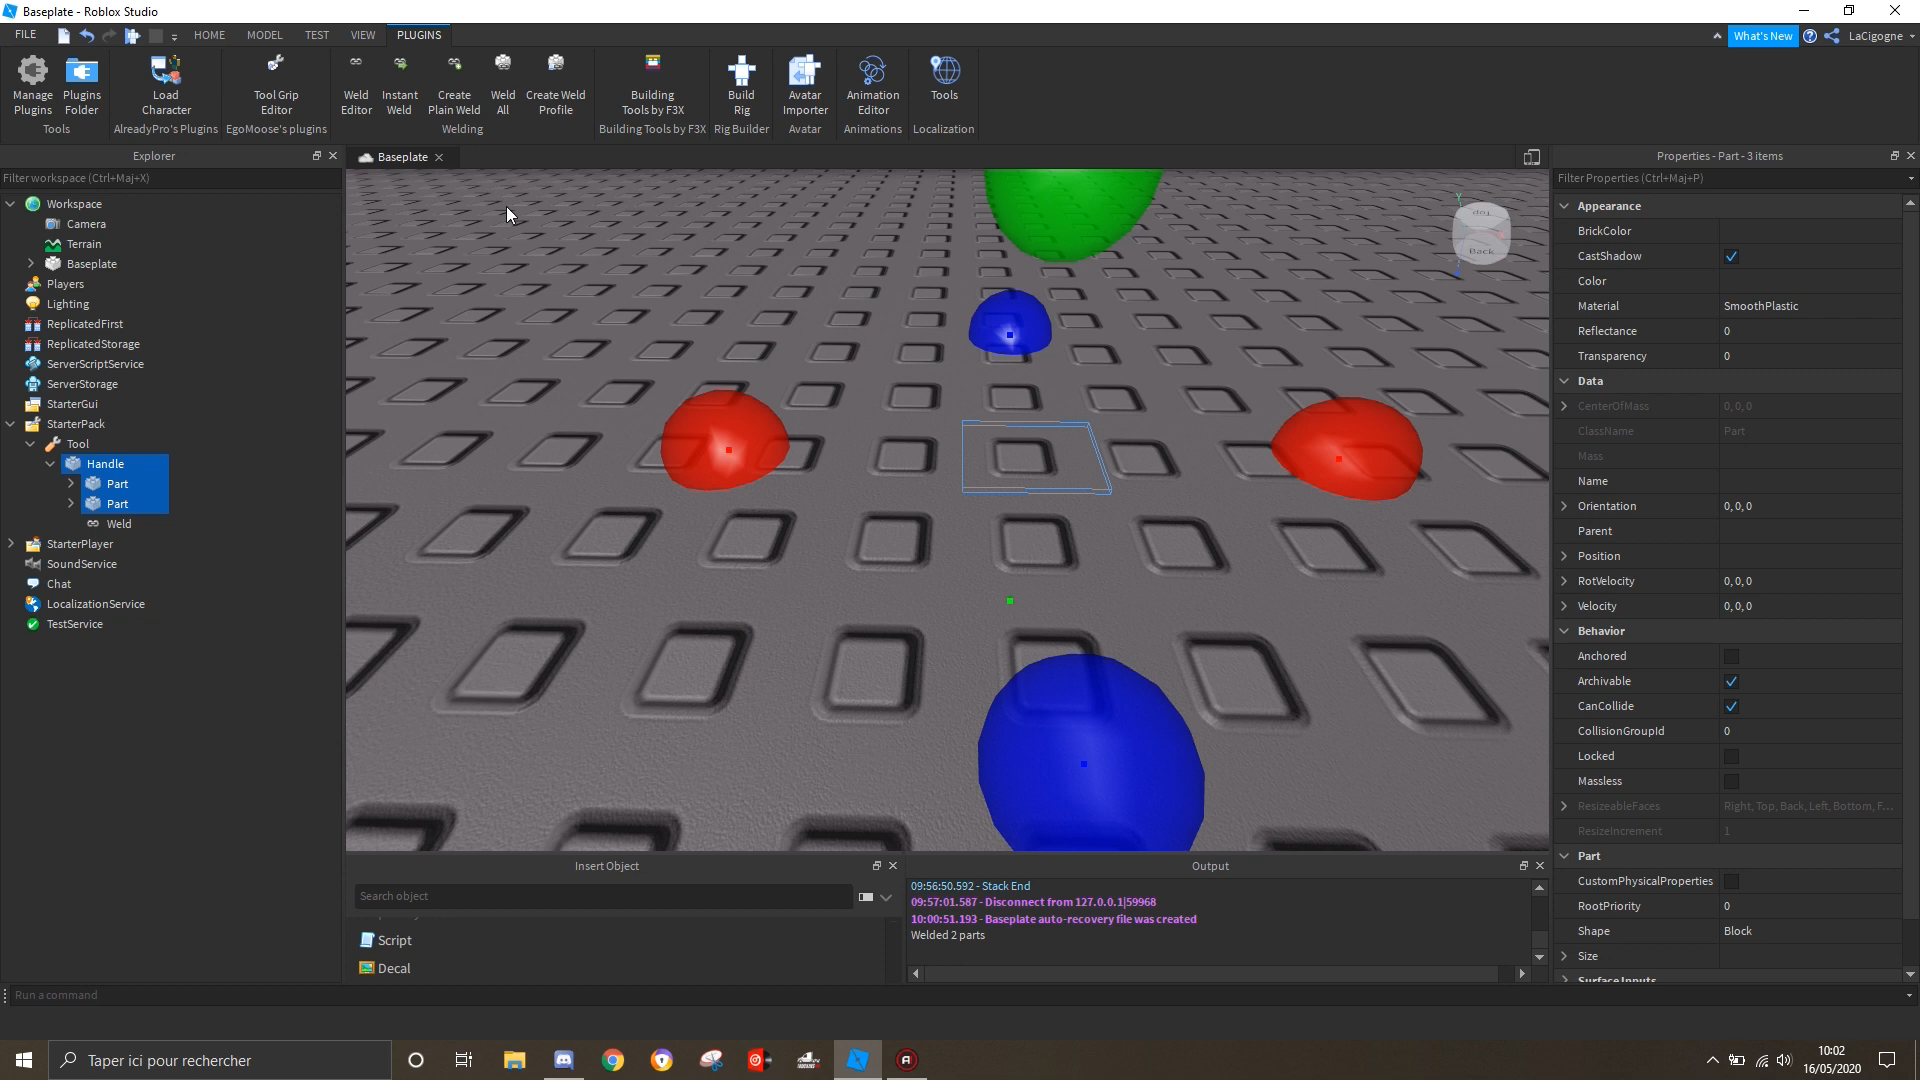 Baseplate - Roblox Studio
FILE HOME MODEL TEST VIEW PLUGINS What's New LaCigogne
Manage Plugins
Plugins Folder
Tools
Load Character
AlreadyPro's Plugins
Tool Grip Editor
EgoMoose's plugins
Weld Editor
Instant Weld
Create Plain Weld
Weld All
Create Weld Profile
Welding
Building Tools by F3X
Building Tools by F3X
Build Rig
Rig Builder
Avatar Importer
Avatar
Animation Editor
Animations
Tools
Localization
Explorer
Filter workspace (Ctrl+Maj+X)
Workspace
Camera
Terrain
Baseplate
Players
Lighting
ReplicatedFirst
ReplicatedStorage
ServerScriptService
ServerStorage
StarterGui
StarterPack
Tool
Handle
Part
Part
Weld
StarterPlayer
SoundService
Chat
LocalizationService
TestService
Baseplate
Y
Top
Back
Insert Object
Search object
Script
Decal
Output
09:56:50.592 - Stack End
09:57:01.587 - Disconnect from 127.0.0.1|59968
10:00:51.193 - Baseplate auto-recovery file was created
Welded 2 parts
Properties - Part - 3 items
Filter Properties (Ctrl+Maj+P)
Appearance
BrickColor
CastShadow
Color
Material SmoothPlastic
Reflectance 0
Transparency 0
Data
CenterOfMass 0, 0, 0
ClassName Part
Mass
Name
Orientation 0, 0, 0
Parent
Position
RotVelocity 0, 0, 0
Velocity 0, 0, 0
Behavior
Anchored
Archivable
CanCollide
CollisionGroupId 0
Locked
Massless
ResizeableFaces Right, Top, Back, Left, Bottom, F...
ResizeIncrement 1
Part
CustomPhysicalProperties
RootPriority 0
Shape Block
Size
Surface Inputs
Run a command
Taper ici pour rechercher
10:02
16/05/2020